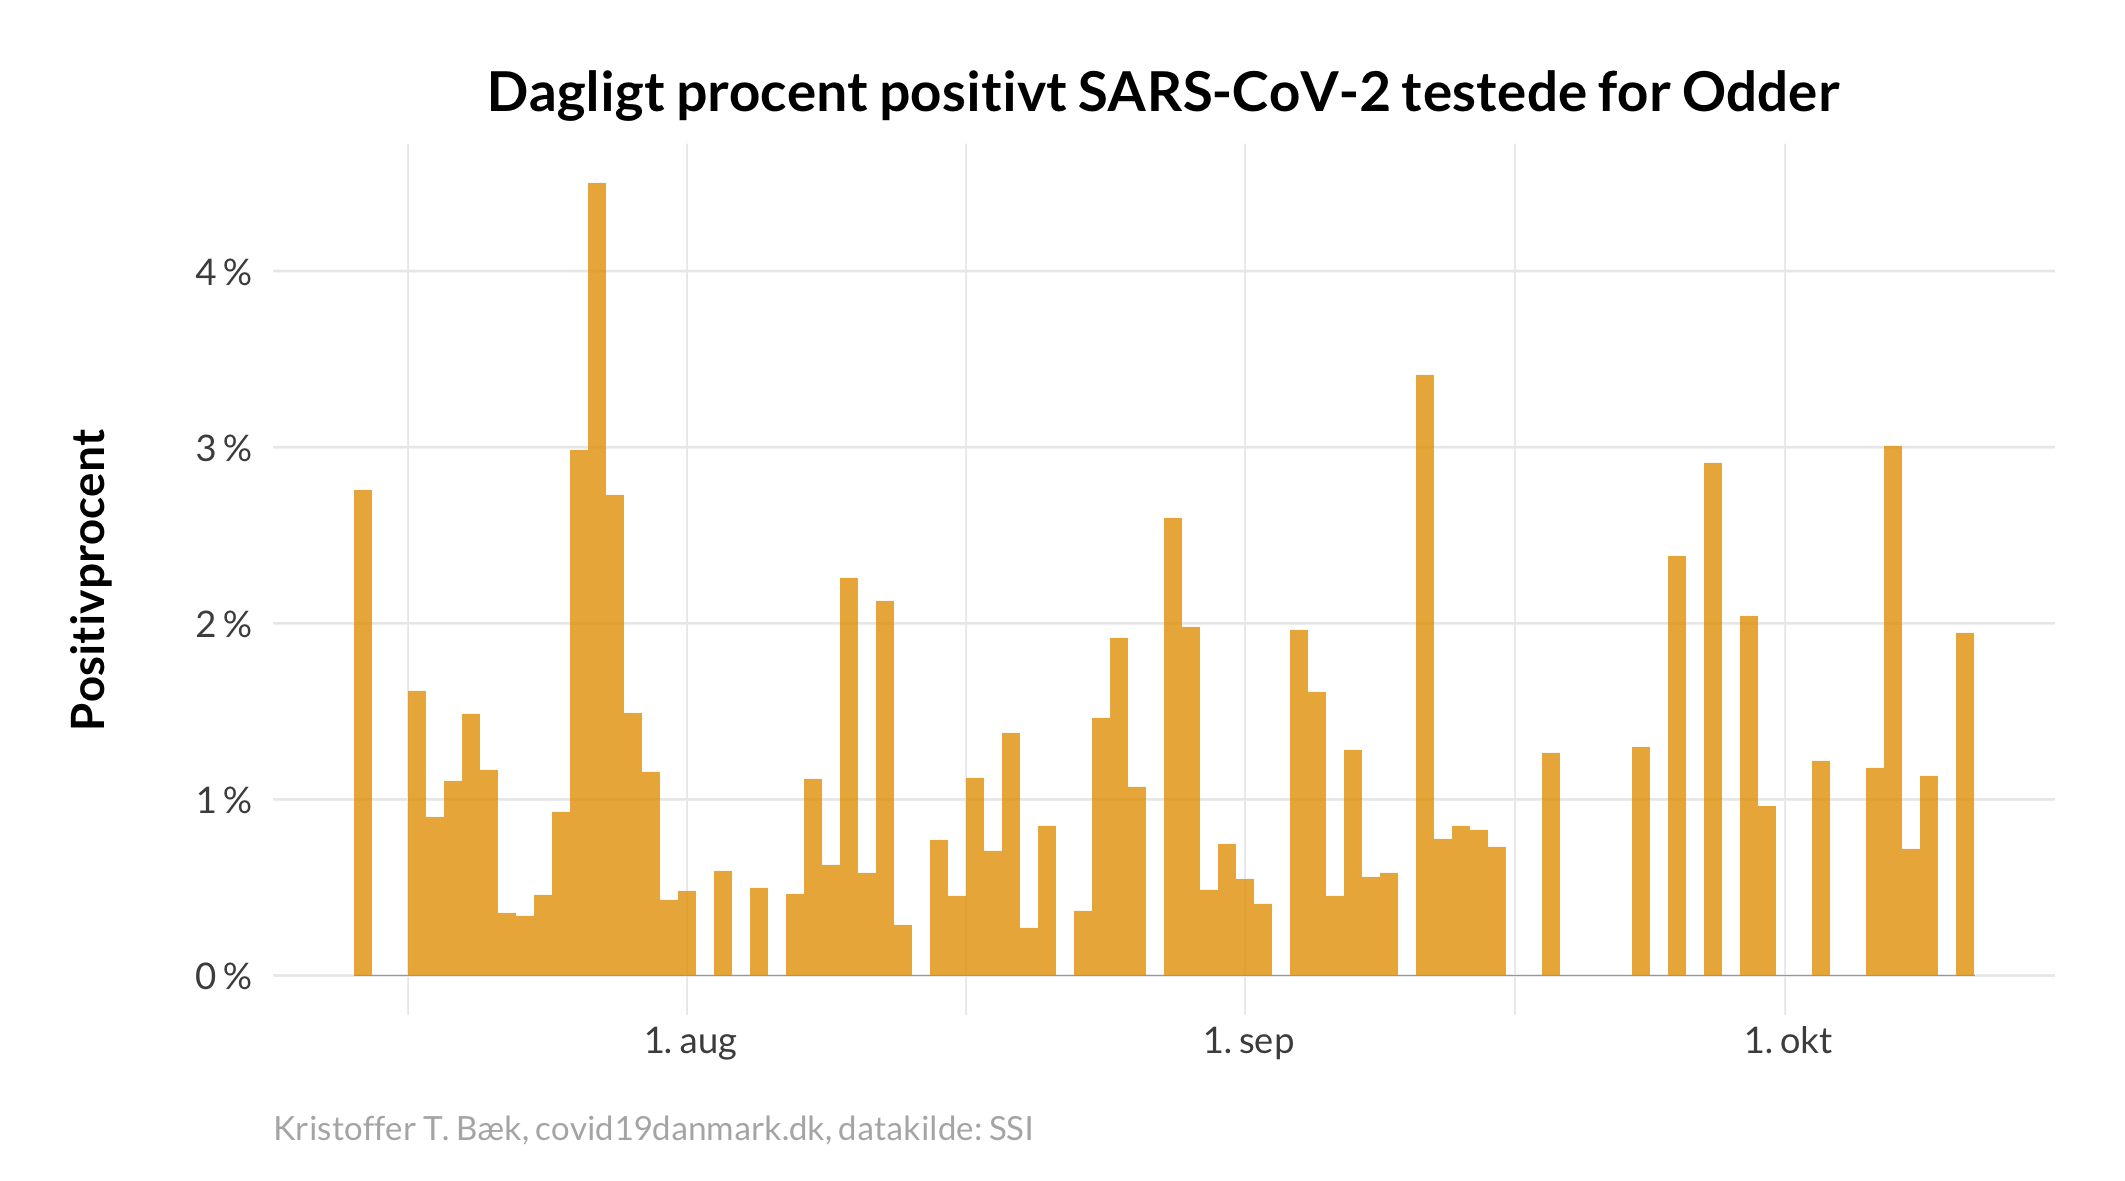 Dagligt procent positivt SARS-CoV-2 testede for Odder
Positivprocent
4 %
3 %
2 %
1 %
0 %
1. aug
1. sep
1. okt
Kristoffer T. Bæk, covid19danmark.dk, datakilde: SSI